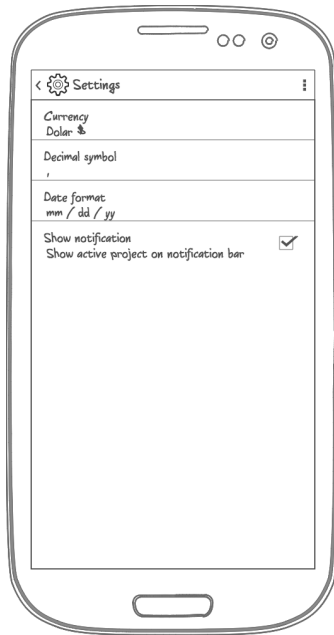 Settings
Currency
Dolar $
Decimal symbol
,
Date format
mm / dd / yy
Show notification
Show active project on notification bar